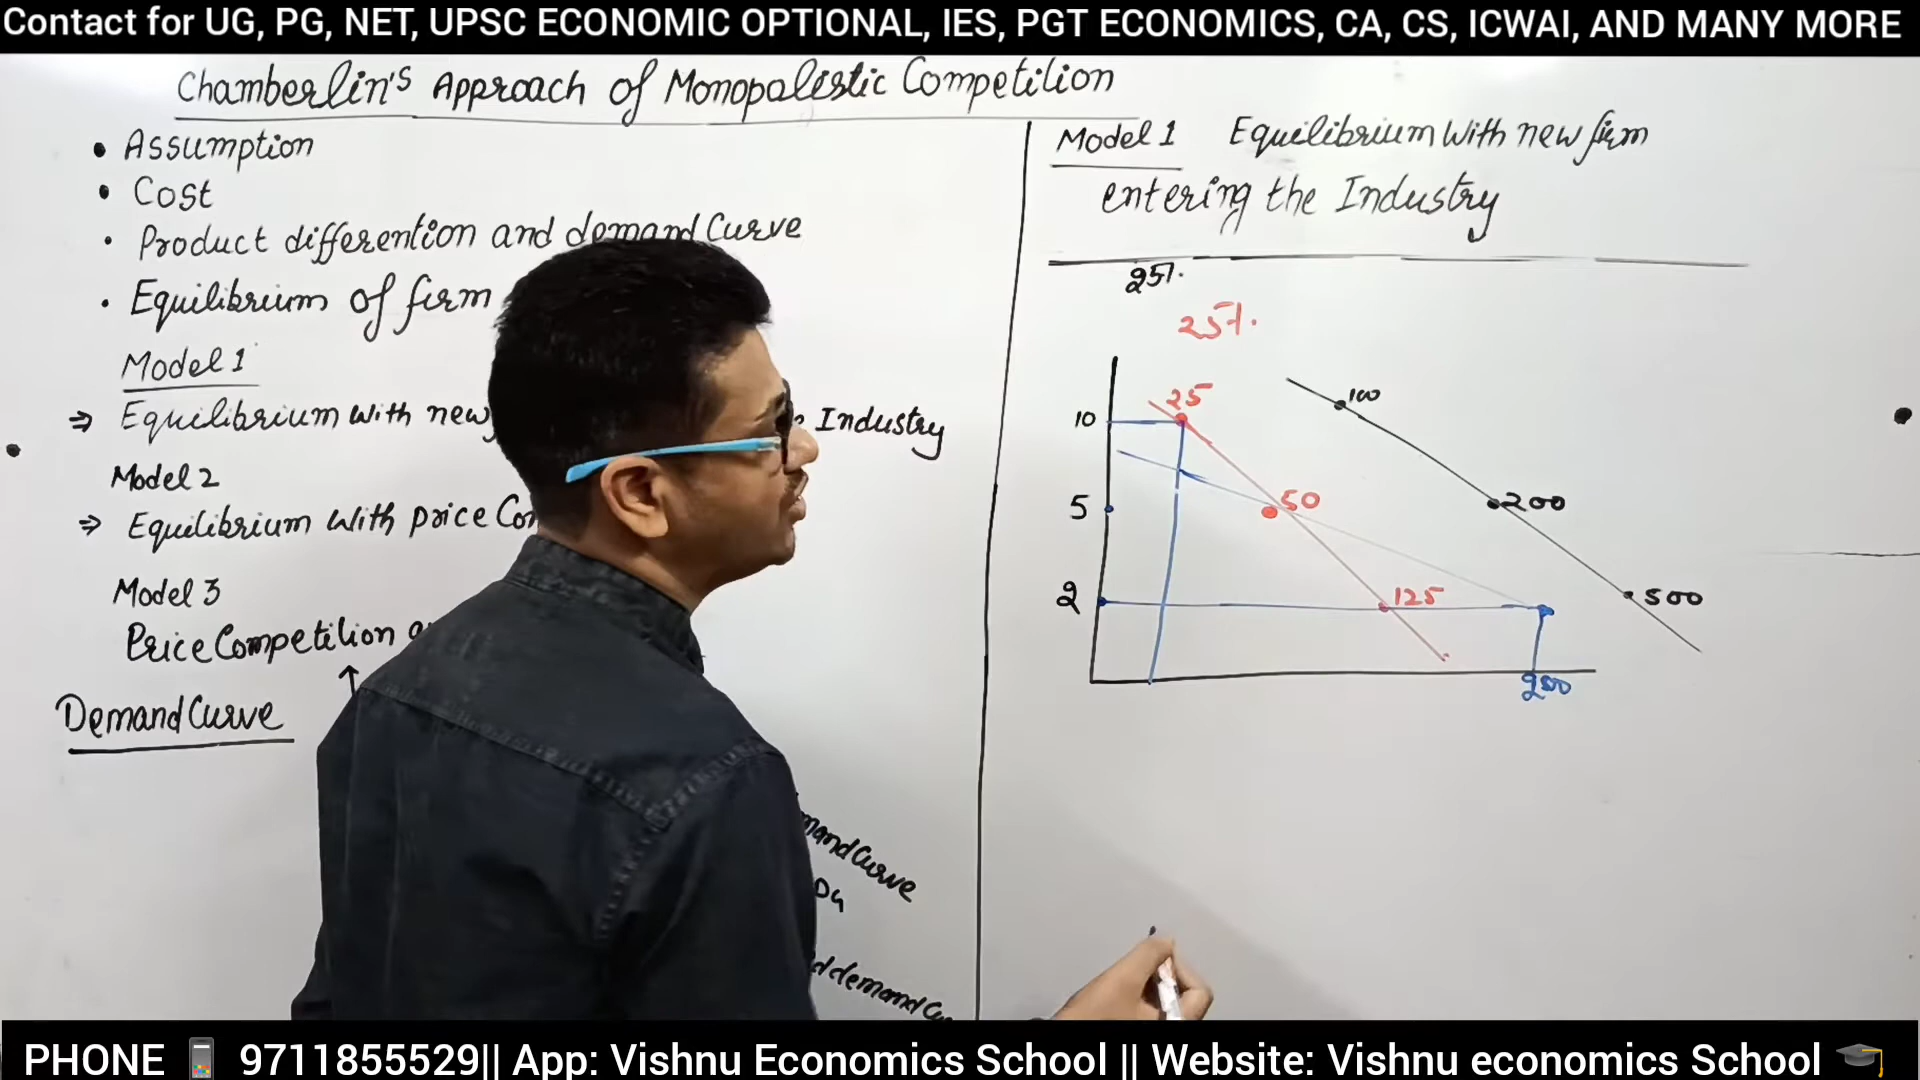 Contact for UG, PG, NET, UPSC ECONOMIC OPTIONAL, IES, PGT ECONOMICS, CA, CS, ICWAI, AND MANY MORE
Chamberlin's Approach of Monopalistic Competition
• Assumption
• Cost
• Product differention and demand Curve
• Equilibrium of firm
Model 1
⇒ Equilibrium with new Industry
Model 2
⇒ Equilibrium with price
Model 3
Price Competition
Demand Curve
Model 1 Equilibrium with new firm
entering the Industry
25%.
25%.
100
25
10
5
50
200
2
125
500
200
PHONE 9711855529|| App: Vishnu Economics School || Website: Vishnu economics School